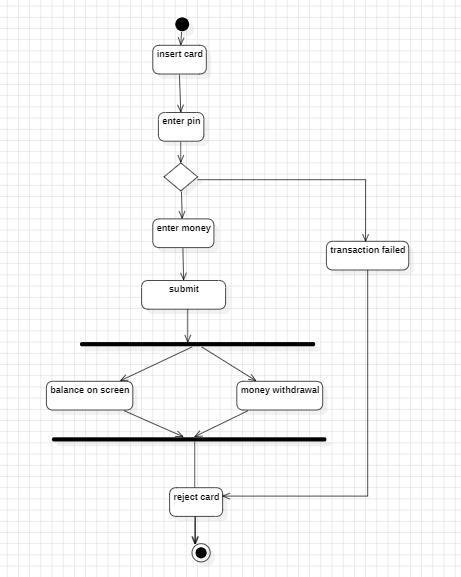 insert card
enter pin
enter money
transaction failed
submit
balance on screen
money withdrawal
reject card